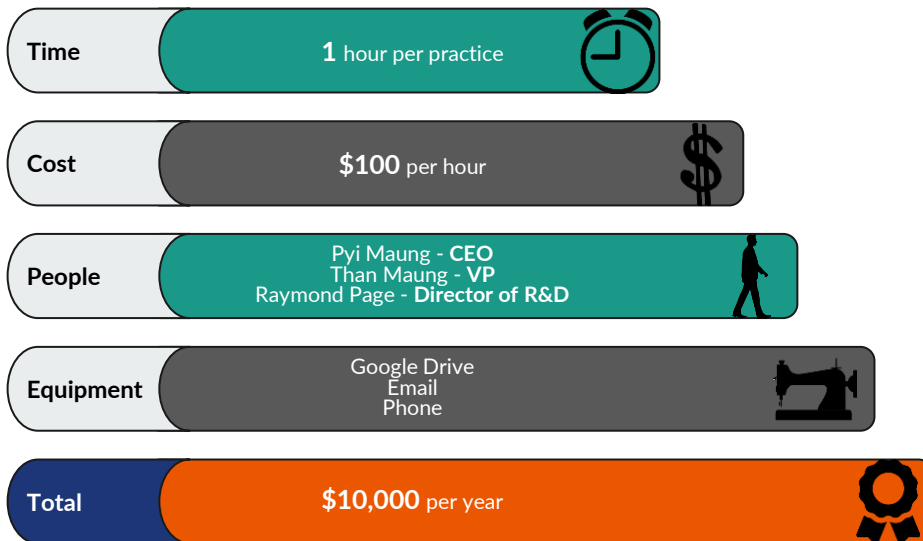 Time
1 hour per practice
Cost
$100 per hour
People
Pyi Maung - CEO
Than Maung - VP
Raymond Page - Director of R&D
Equipment
Google Drive
Email
Phone
Total
$10,000 per year